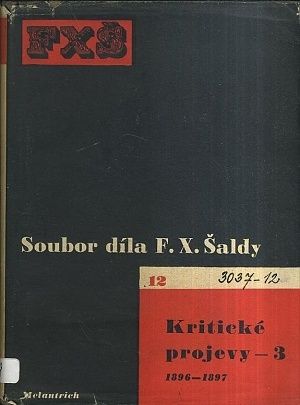 FXŠ
Soubor díla F. X. Šaldy
12
3037-12
Kritické
projevy – 3
1896—1897
Melantrich